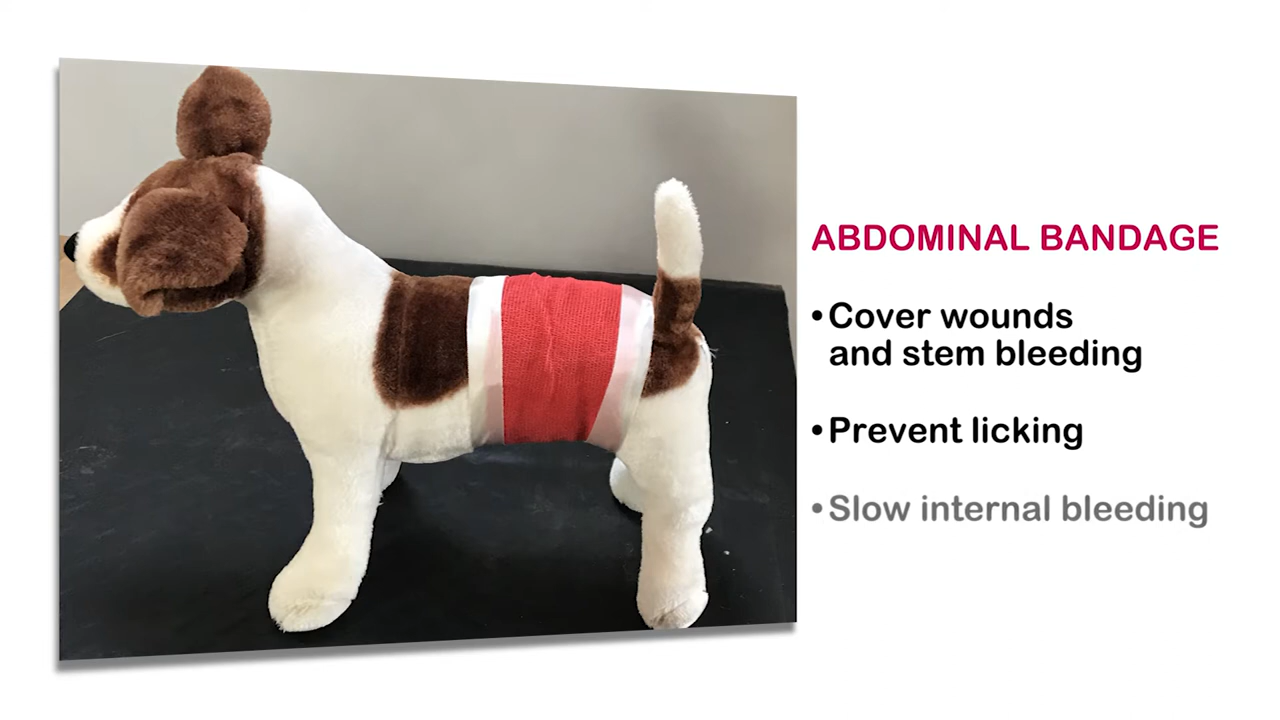 ABDOMINAL BANDAGE
•Cover wounds
and stem bleeding
•Prevent licking
•Slow internal bleeding